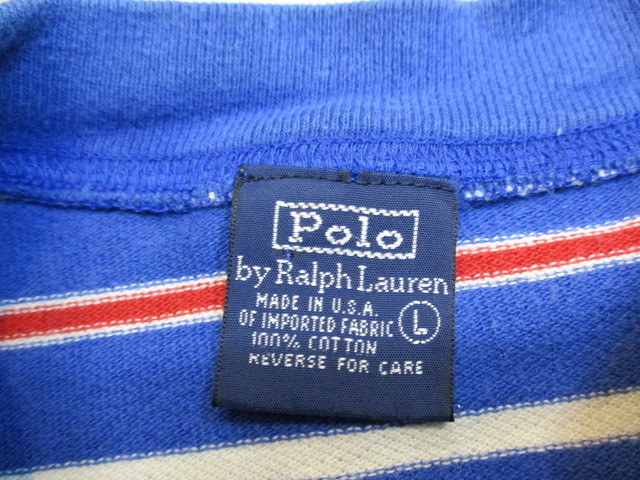 Polo
by Ralph Lauren
MADE IN U.S.A.
OF IMPORTED FABRIC
100% COTTON
REVERSE FOR CARE
L